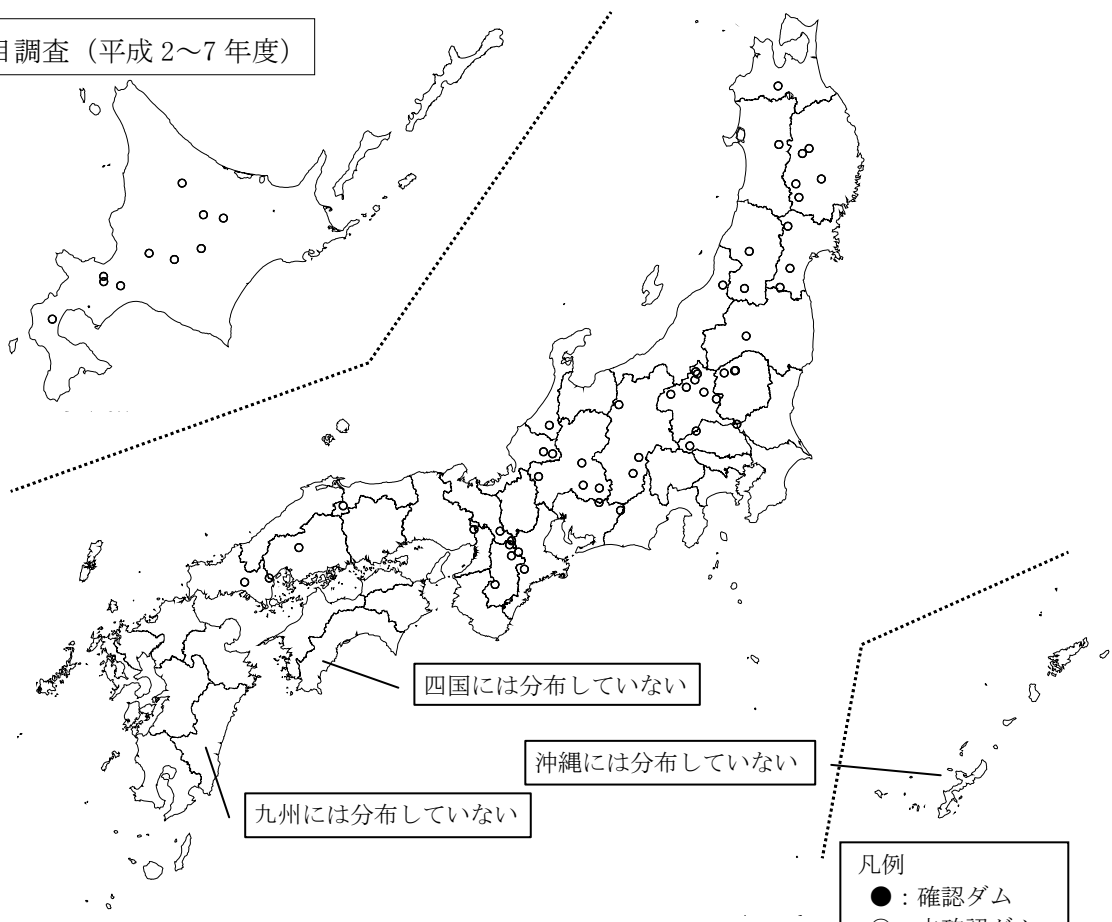 調査（平成 2～7 年度）
四国には分布していない
沖縄には分布していない
九州には分布していない
凡例
●：確認ダム